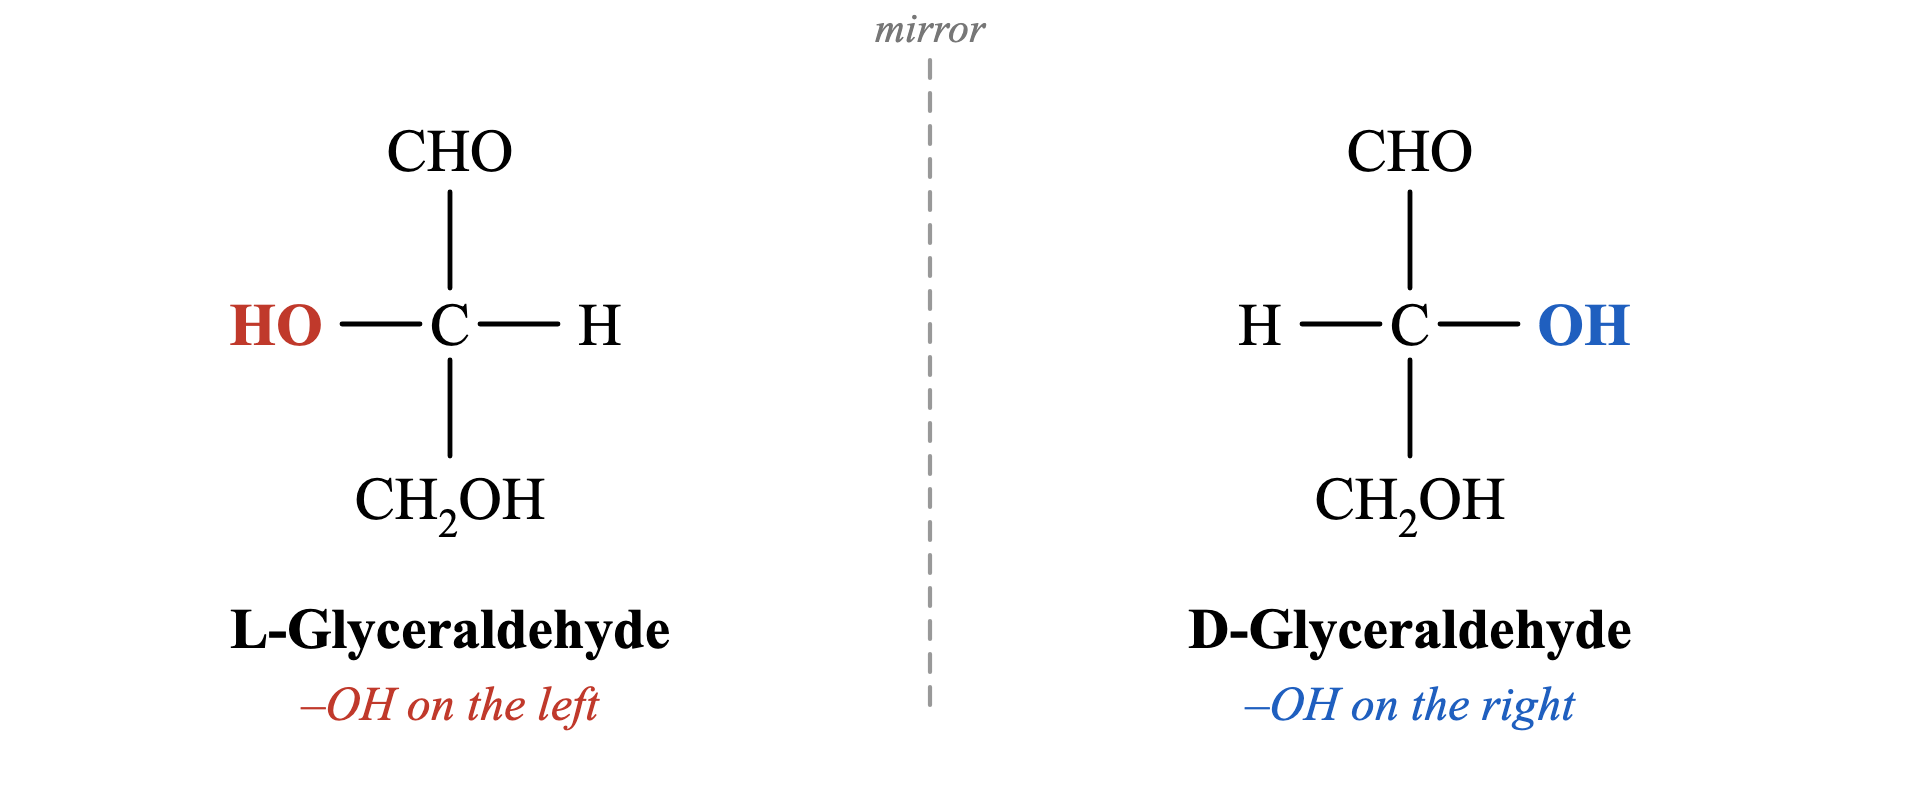 mirror
CHO
HO C H
CH₂OH
L-Glyceraldehyde
–OH on the left
CHO
H C OH
CH₂OH
D-Glyceraldehyde
–OH on the right